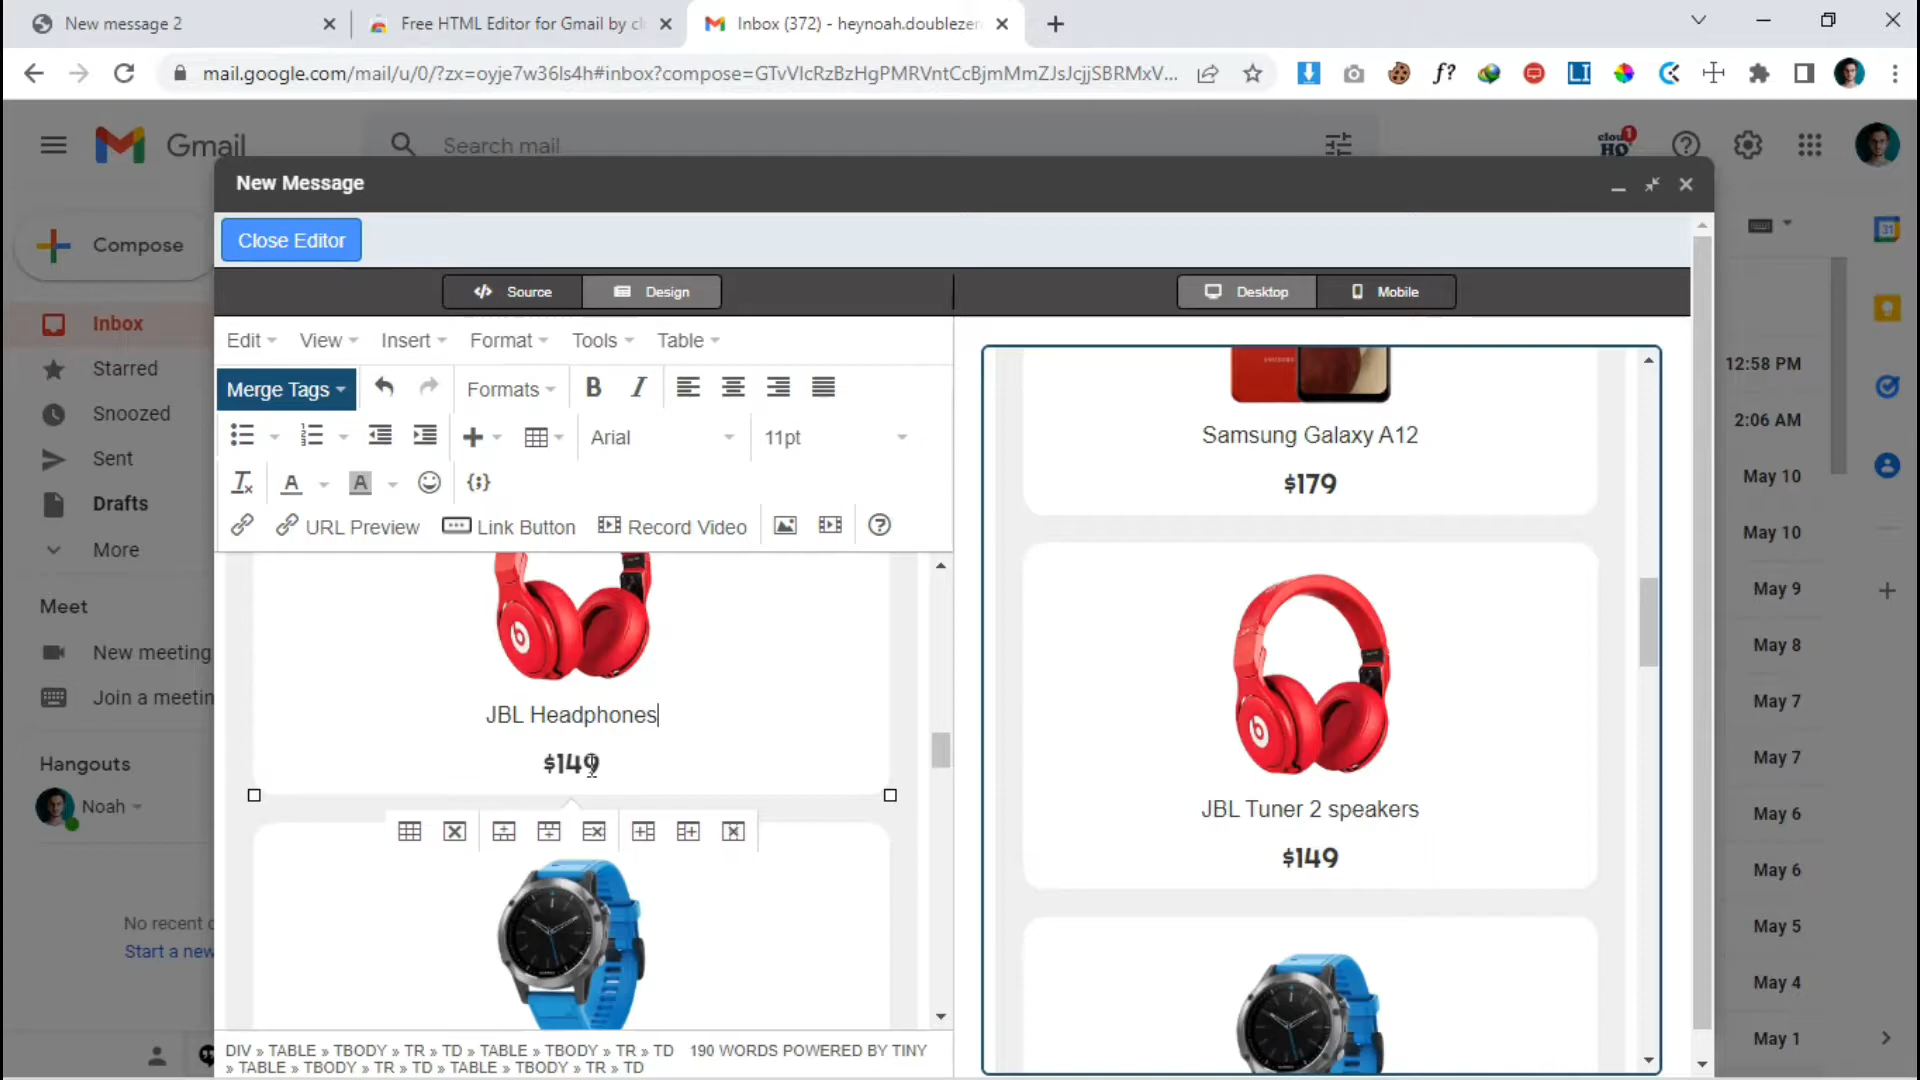 New message 2
Free HTML Editor for Gmail by cl
Inbox (372) - heynoah.doublezer
mail.google.com/mail/u/0/?zx=oyje7w36ls4h#inbox?compose=GTvVlcRzBzHgPMRVntCcBjmMmZJsJcjjSBRMxV...
f?
LI
Gmail
Search mail
cloud
HQ
1
New Message
Compose
Close Editor
31
Source
Design
Desktop
Mobile
Inbox
Edit
View
Insert
Format
Tools
Table
Starred
12:58 PM
Merge Tags
Formats
B
I
Snoozed
2:06 AM
Samsung Galaxy A12
Arial
11pt
Sent
May 10
$179
A
A
Drafts
URL Preview
Link Button
Record Video
May 10
More
May 9
Meet
New meeting
May 8
Join a meetin
May 7
JBL Headphones
Hangouts
May 7
$149
Noah
JBL Tuner 2 speakers
May 6
$149
May 6
No recent c
Start a new
May 5
May 4
DIV » TABLE » TBODY » TR » TD » TABLE » TBODY » TR » TD
190 WORDS POWERED BY TINY
» TABLE » TBODY » TR » TD » TABLE » TBODY » TR » TD
May 1